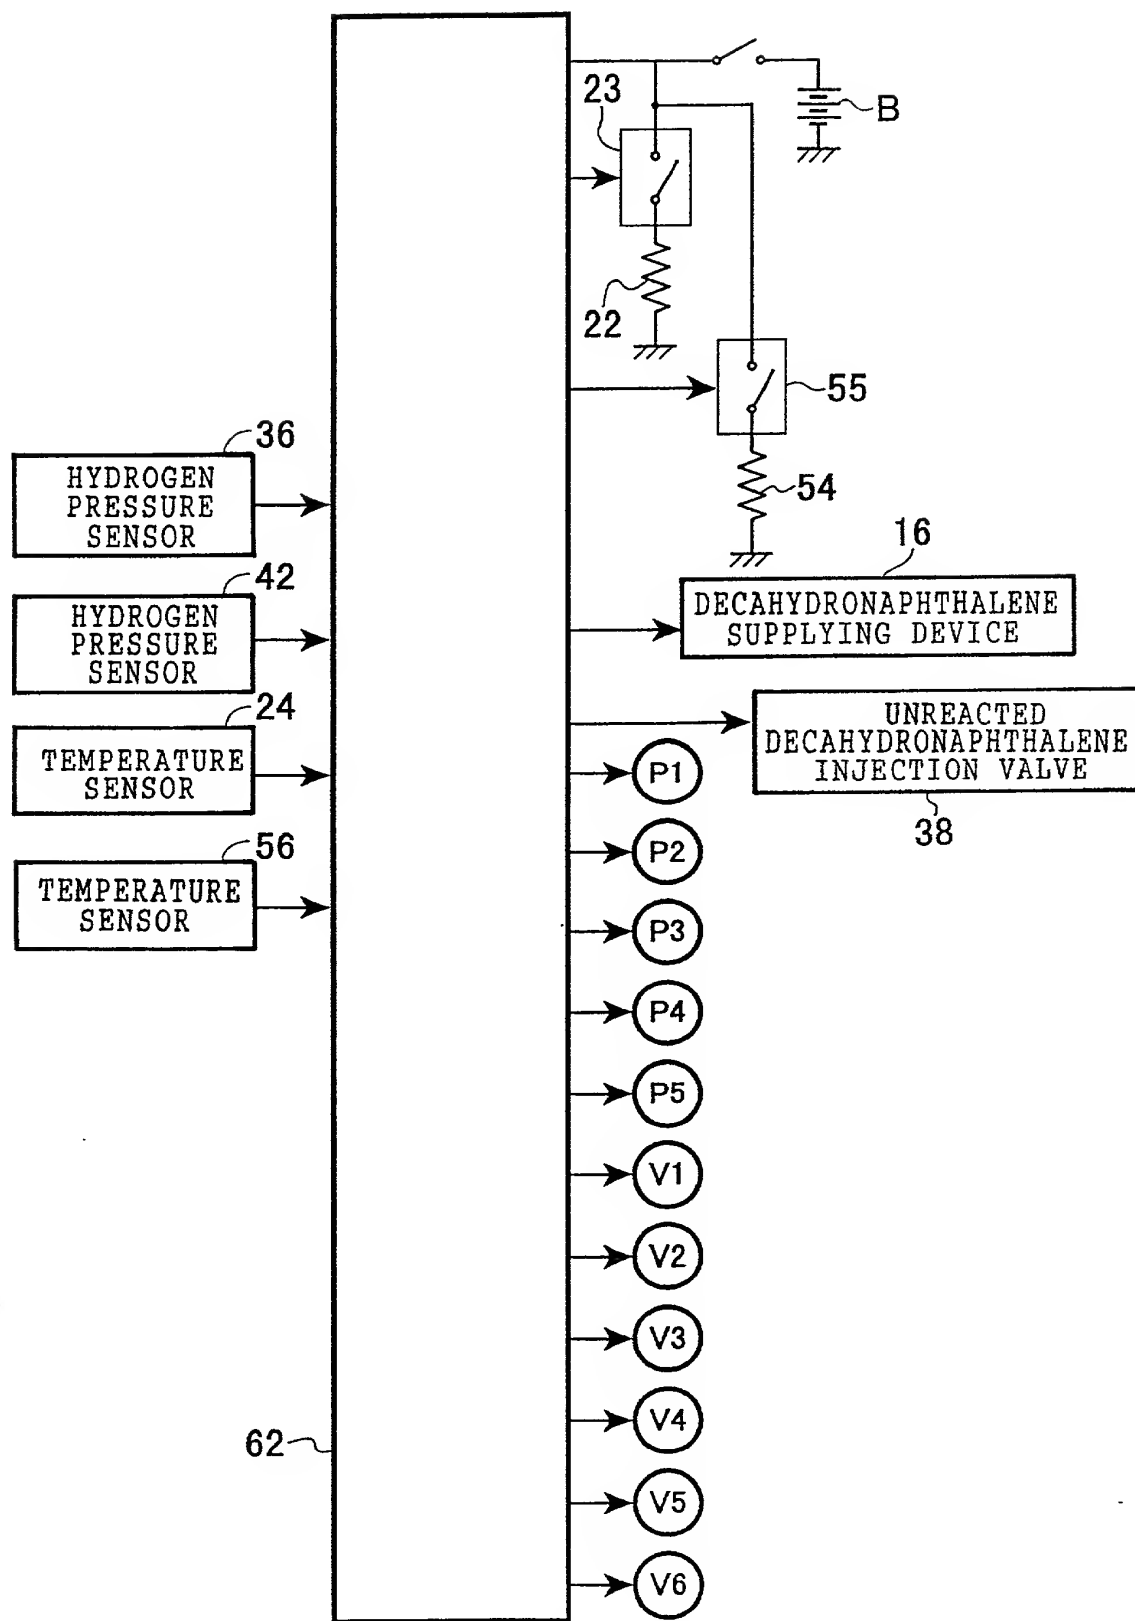 23
B
22
55
36
HYDROGEN
PRESSURE
SENSOR
54
16
42
DECAHYDRONAPHTHALENE
SUPPLYING DEVICE
HYDROGEN
PRESSURE
SENSOR
24
TEMPERATURE
SENSOR
UNREACTED
DECAHYDRONAPHTHALENE
INJECTION VALVE
38
P1
56
TEMPERATURE
SENSOR
P2
P3
P4
P5
V1
V2
V3
V4
62
V5
V6